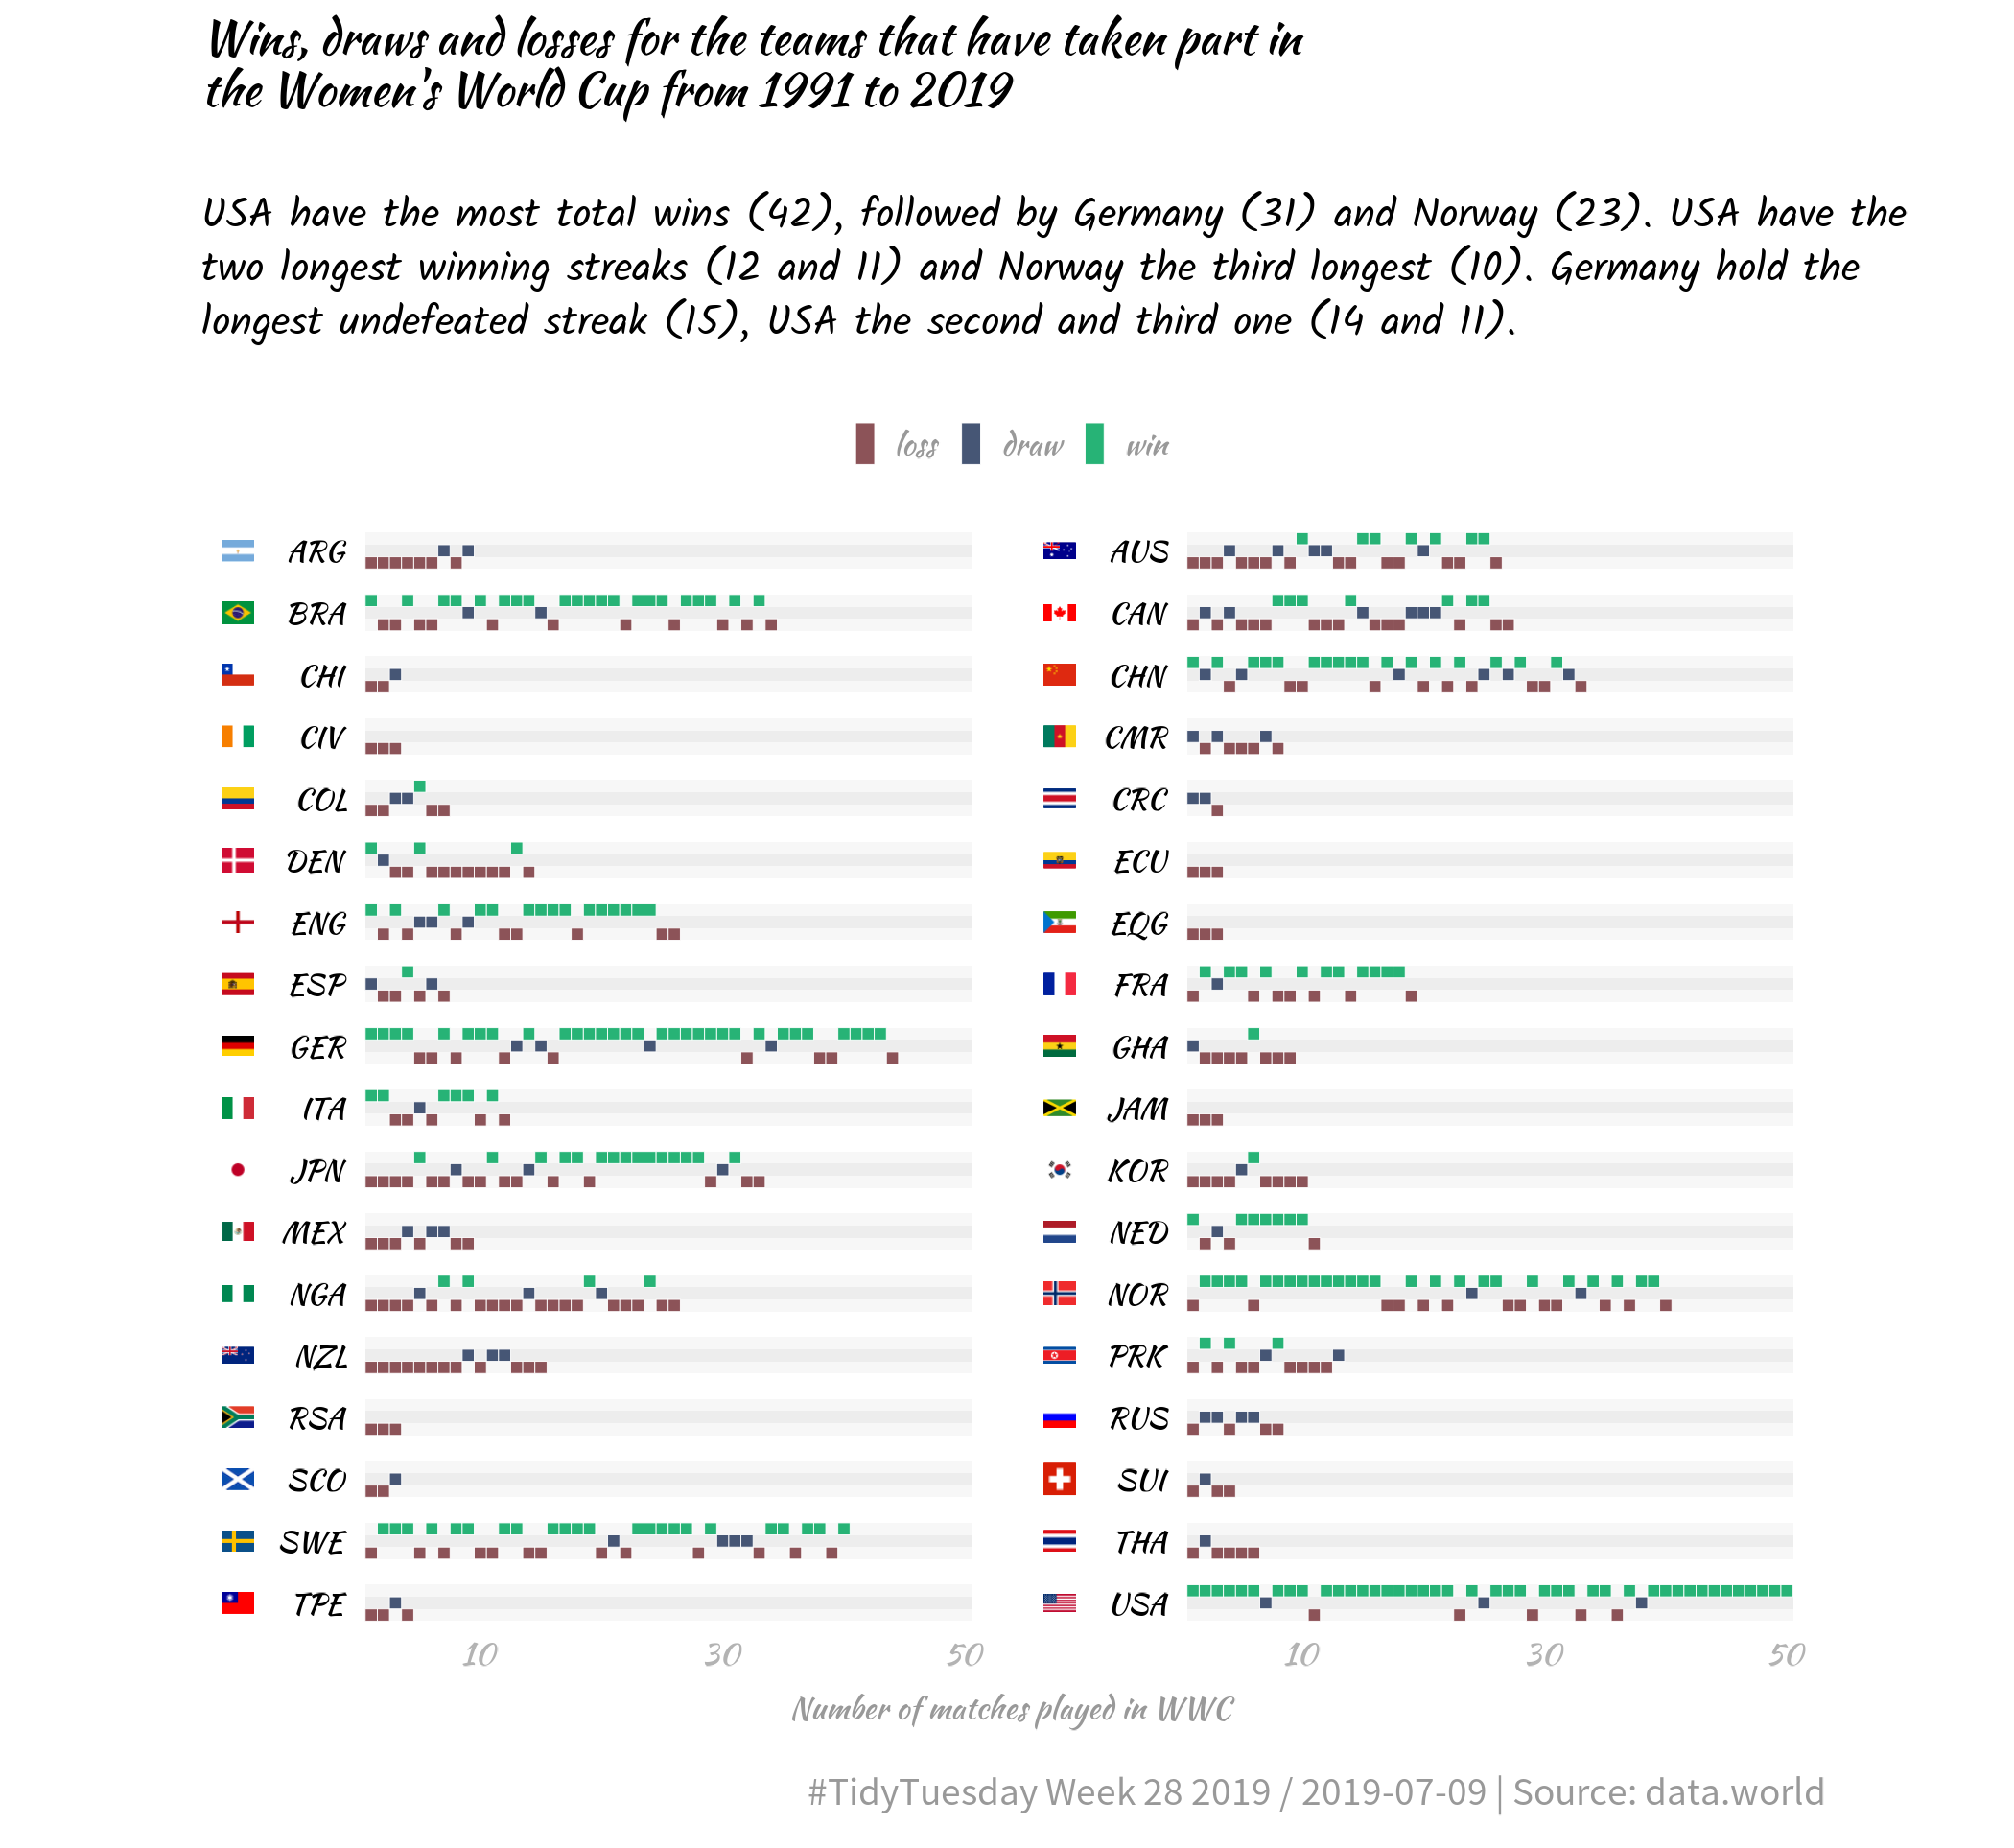 Wins, draws and losses for the teams that have taken part in
the Women's World Cup from 1991 to 2019
USA have the most total wins (42), followed by Germany (31) and Norway (23). USA have the
two longest winning streaks (12 and 11) and Norway the third longest (10). Germany hold the
longest undefeated streak (15), USA the second and third one (14 and 11).
loss draw win
ARG AUS
BRA CAN
CHI CHN
CIV CMR
COL CRC
DEN ECU
ENG EQG
ESP FRA
GER GHA
ITA JAM
JPN KOR
MEX NED
NGA NOR
NZL PRK
RSA RUS
SCO SUI
SWE THA
TPE USA
10 30 50 10 30 50
Number of matches played in WWC
#TidyTuesday Week 28 2019 / 2019-07-09 | Source: data.world